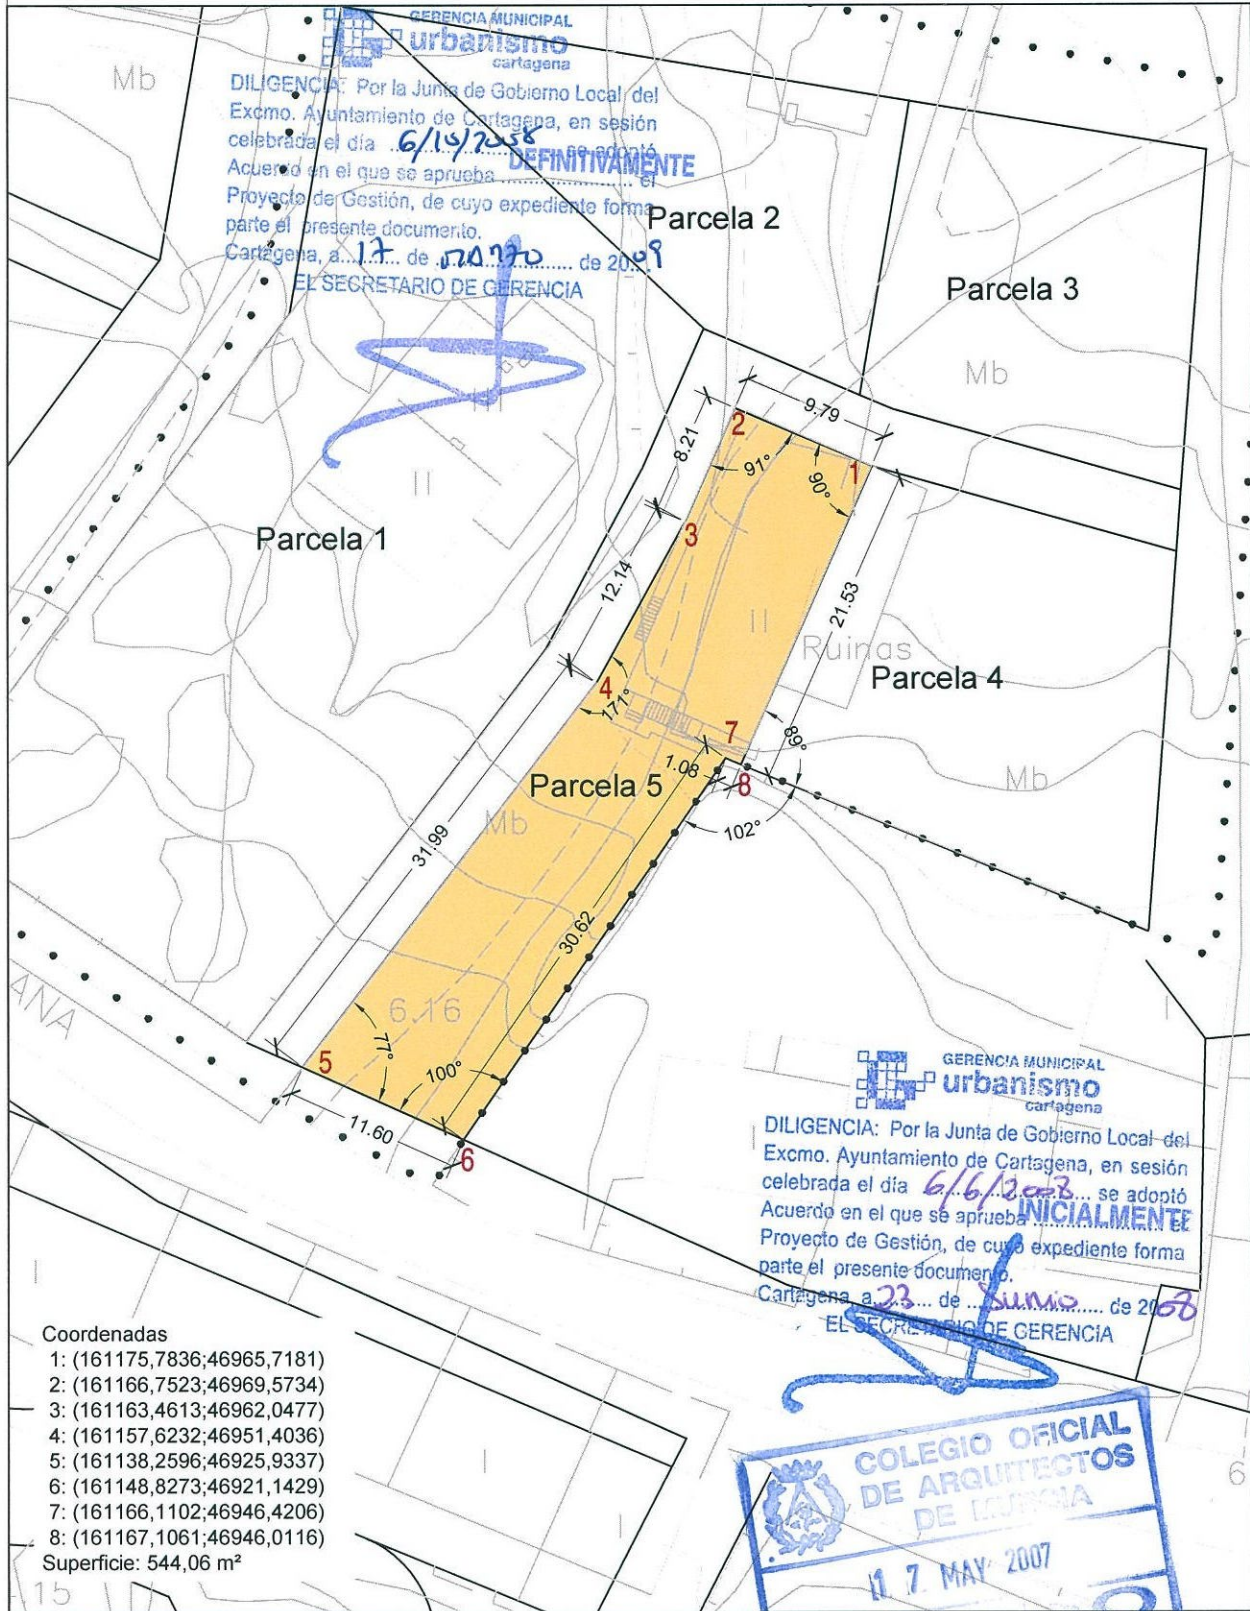 GERENCIA MUNICIPAL
urbanismo
cartagena
Mb
DILIGENCIA: Por la Junta de Gobierno Local del
Excmo. Ayuntamiento de Cartagena, en sesión
celebrada el día 6/10/2008 se adoptó
Acuerdo en el que se aprueba DEFINITIVAMENTE el
Proyecto de Gestión, de cuyo expediente forma
parte el presente documento.
Cartagena, a 17 de de 2009
EL SECRETARIO DE GERENCIA
Parcela 2
Parcela 3
Mb
III
9.79
2
8.21
91°
1
90°
II
3
Parcela 1
12.14
21.53
II
Ruinas
Parcela 4
4
171°
7
89°
1.08
8
Mb
Parcela 5
Mb
102°
31.99
30.62
ANA
6.16
77°
5
100°
11.60
6
I
I
GERENCIA MUNICIPAL
urbanismo
cartagena
DILIGENCIA: Por la Junta de Gobierno Local del
Excmo. Ayuntamiento de Cartagena, en sesión
celebrada el día 6/6/2008 se adoptó
Acuerdo en el que se aprueba INICIALMENTE el
Proyecto de Gestión, de cuyo expediente forma
parte el presente documento.
Cartagena, a 23 de Junio de 2008
EL SECRETARIO DE GERENCIA
I
Coordenadas
1: (161175,7836;46965,7181)
2: (161166,7523;46969,5734)
3: (161163,4613;46962,0477)
4: (161157,6232;46951,4036)
5: (161138,2596;46925,9337)
6: (161148,8273;46921,1429)
7: (161166,1102;46946,4206)
8: (161167,1061;46946,0116)
Superficie: 544,06 m²
I
I
15
6
COLEGIO OFICIAL
DE ARQUITECTOS
DE MURCIA
17 MAY 2007